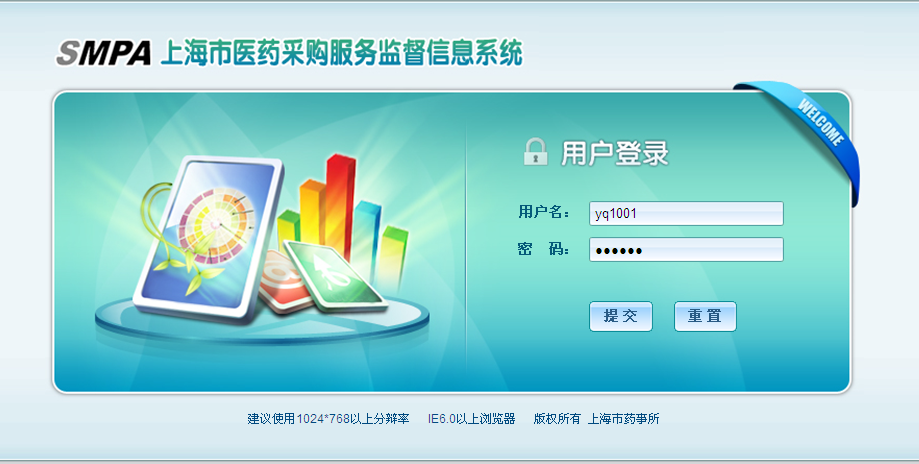 SMPA 上海市医药采购服务监督信息系统
WELCOME
用户登录
用户名： yq1001
密 码： ●●●●●●
提 交 重 置
建议使用1024*768以上分辩率 IE6.0以上浏览器 版权所有 上海市药事所